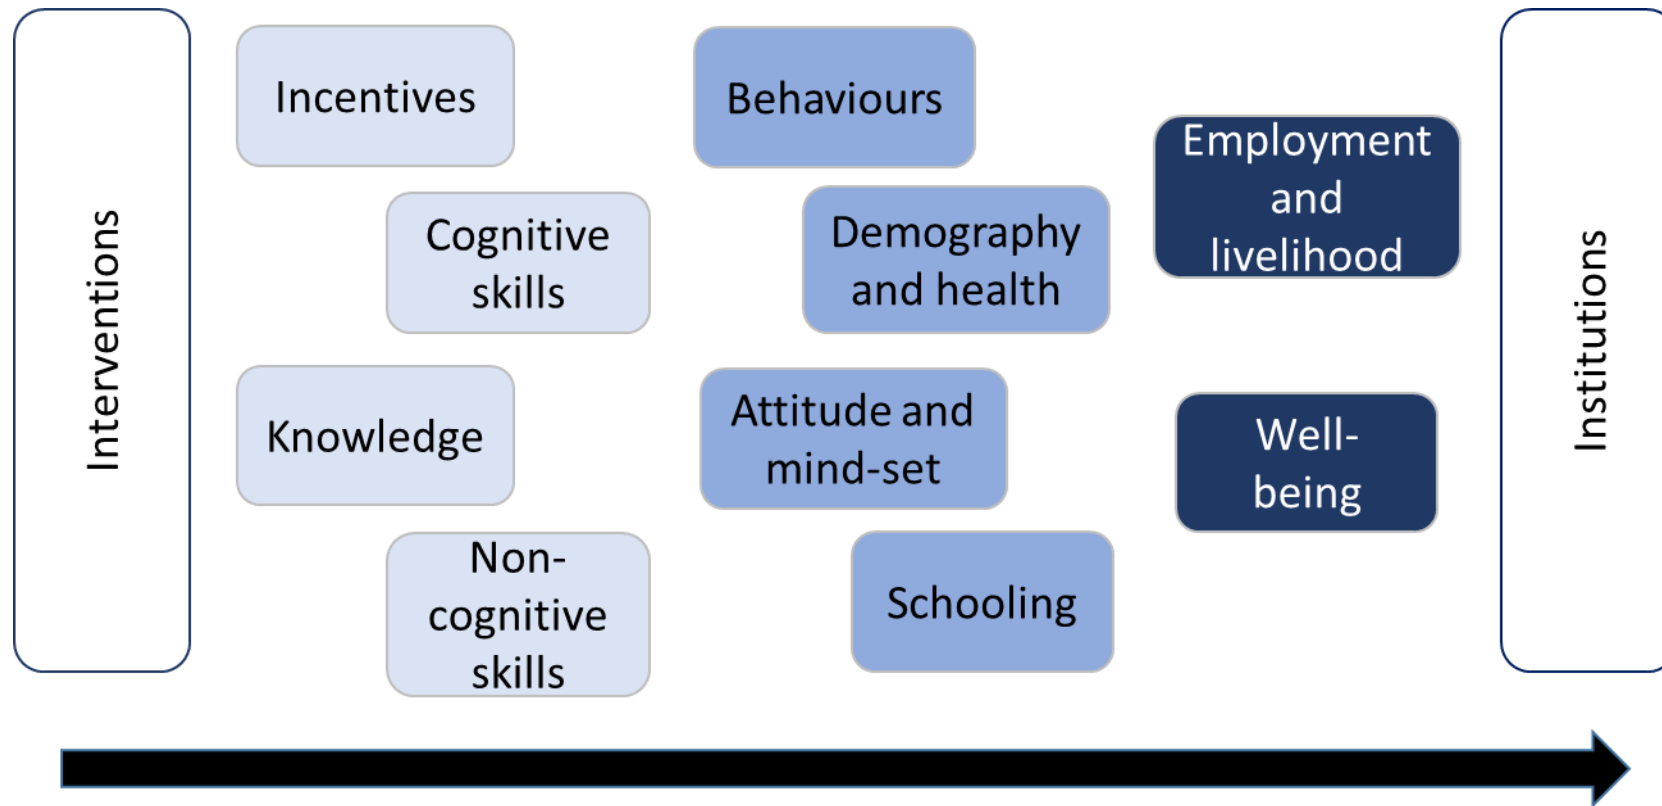 Interventions
Incentives
Cognitive
skills
Knowledge
Non-
cognitive
skills
Behaviours
Demography
and health
Attitude and
mind-set
Schooling
Employment
and
livelihood
Well-
being
Institutions